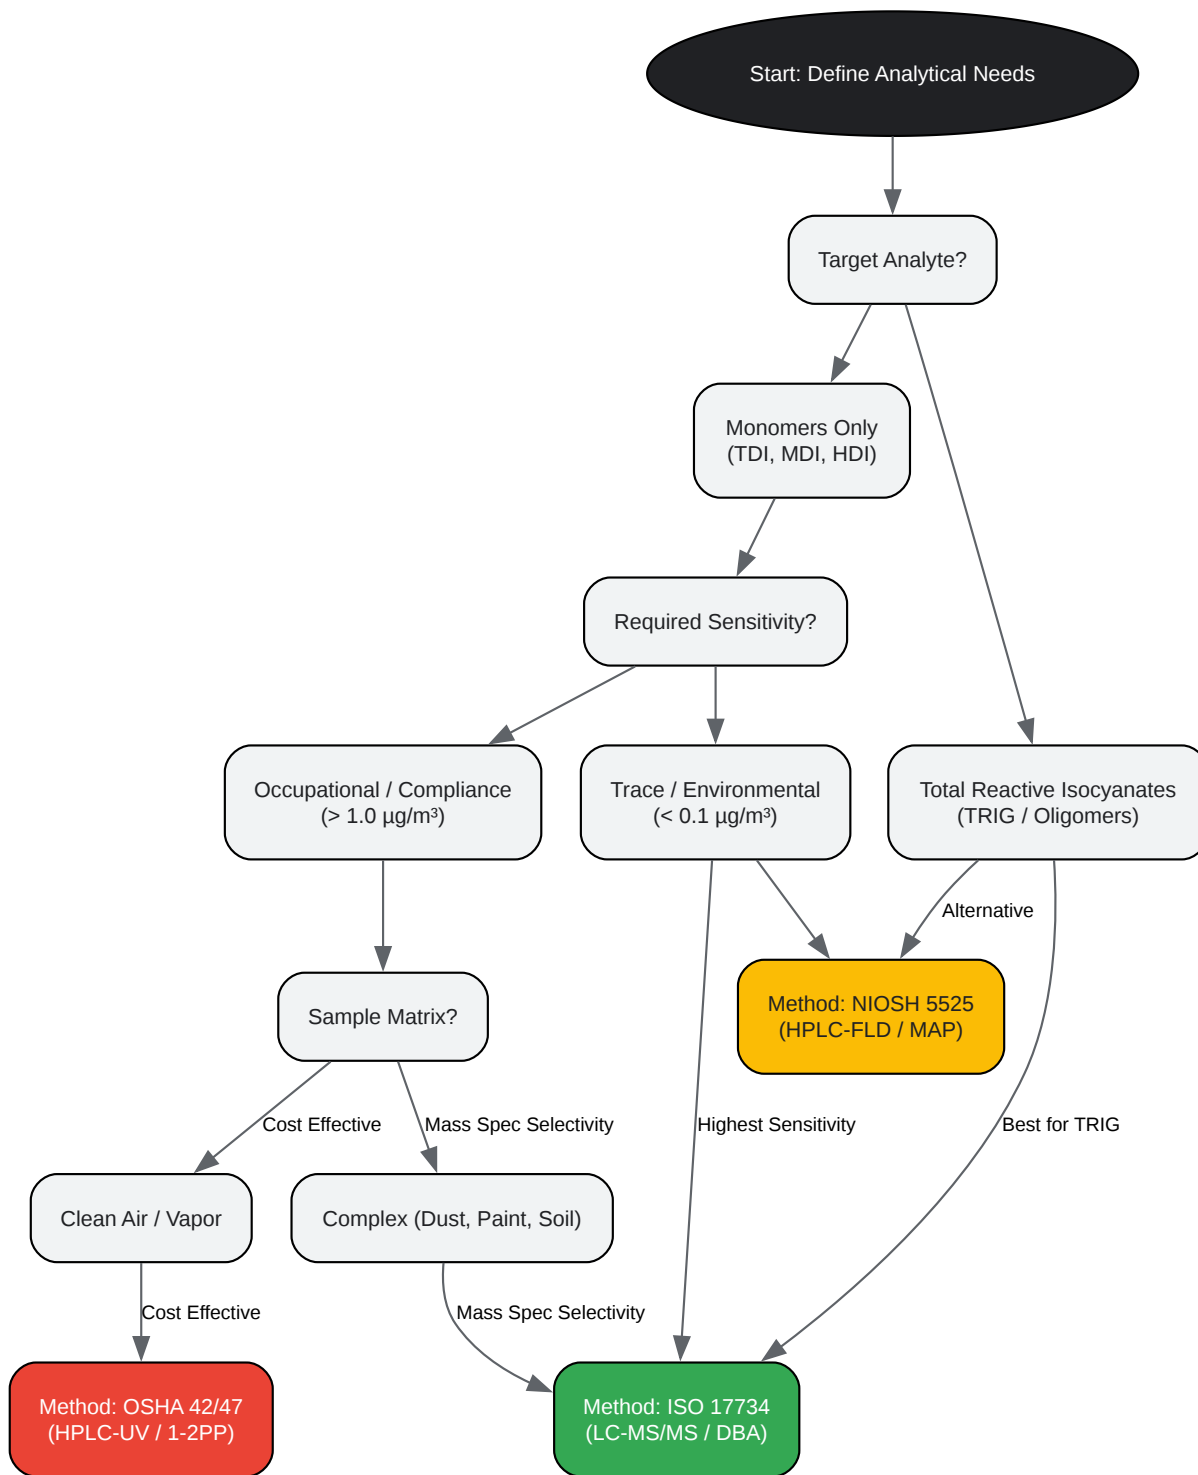 Start: Define Analytical Needs
Target Analyte?
Monomers Only
(TDI, MDI, HDI)
Required Sensitivity?
Occupational / Compliance
(> 1.0 µg/m³)
Trace / Environmental
(< 0.1 µg/m³)
Total Reactive Isocyanates
(TRIG / Oligomers)
Alternative
Sample Matrix?
Method: NIOSH 5525
(HPLC-FLD / MAP)
Cost Effective
Mass Spec Selectivity
Highest Sensitivity
Best for TRIG
Clean Air / Vapor
Complex (Dust, Paint, Soil)
Cost Effective
Mass Spec Selectivity
Method: OSHA 42/47
(HPLC-UV / 1-2PP)
Method: ISO 17734
(LC-MS/MS / DBA)